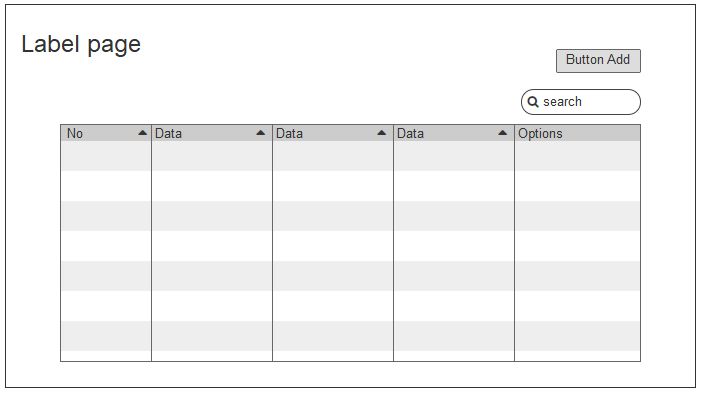 Label page
Button Add
search
No Data Data Data Options